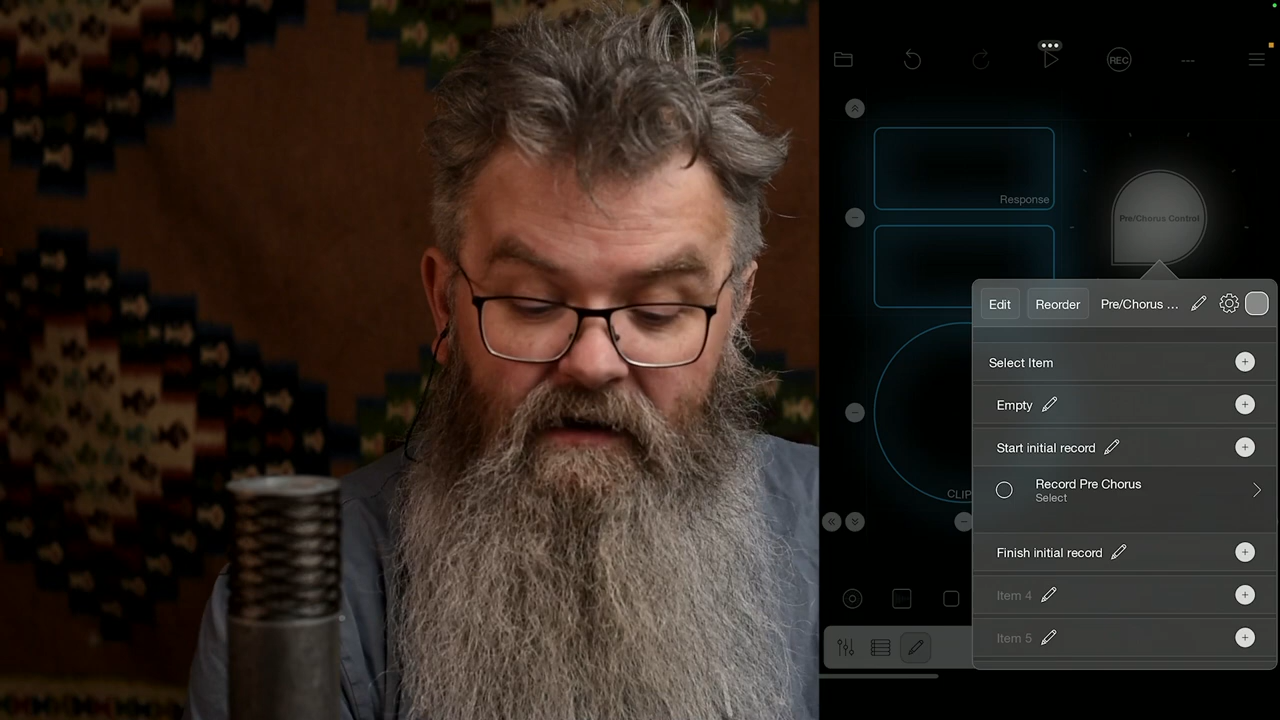 REC
Response
Pre/Chorus Control
Edit
Reorder
Pre/Chorus ...
Select Item
Empty
Start initial record
Record Pre Chorus
Select
CLIP
Finish initial record
Item 4
Item 5